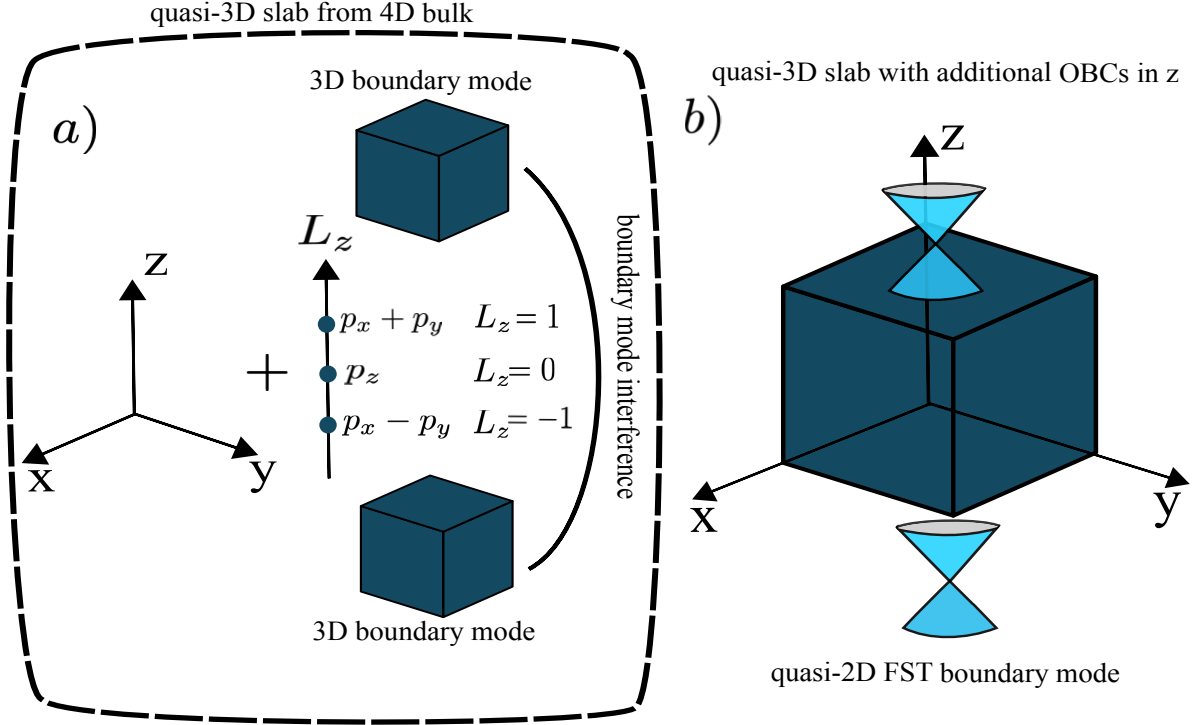 quasi-3D slab from 4D bulk
a)
3D boundary mode
L_z
z
x
y
+
p_x + p_y L_z = 1
p_z L_z = 0
p_x − p_y L_z = −1
boundary mode interference
3D boundary mode
quasi-3D slab with additional OBCs in z
b)
z
x
y
quasi-2D FST boundary mode